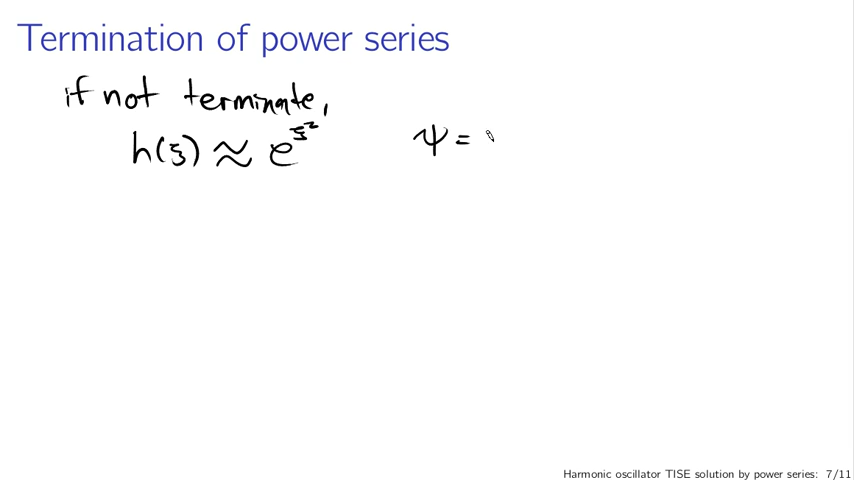 Termination of power series
if not terminate,
h(ξ) ≈ e^ξ² ψ =
Harmonic oscillator TISE solution by power series: 7/11